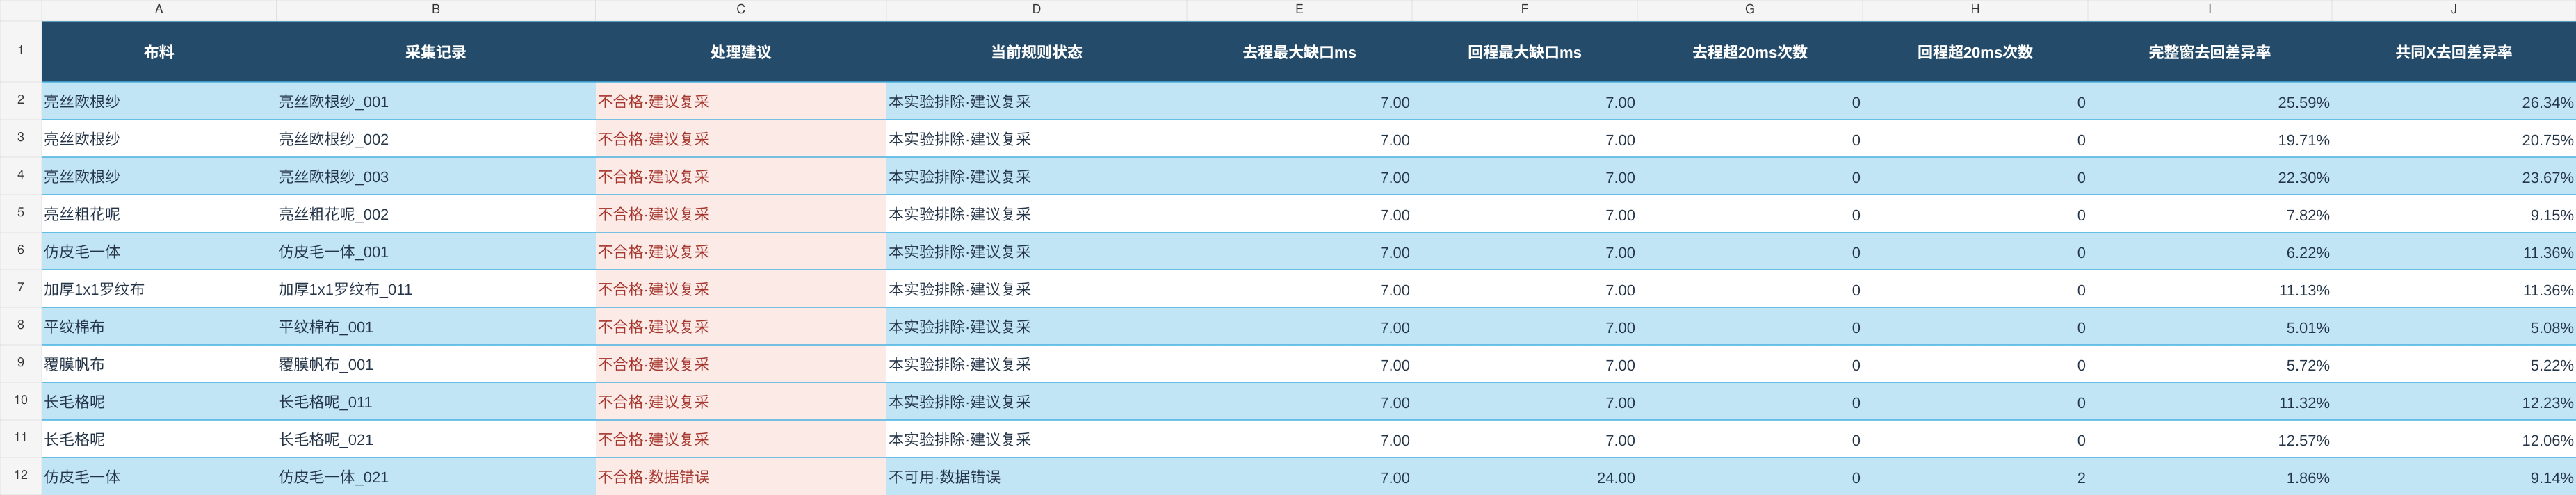 A B C D E F G H I J
1 布料 采集记录 处理建议 当前规则状态 去程最大缺口ms 回程最大缺口ms 去程超20ms次数 回程超20ms次数 完整窗去回差异率 共同X去回差异率
2 亮丝欧根纱 亮丝欧根纱_001 不合格·建议复采 本实验排除·建议复采 7.00 7.00 0 0 25.59% 26.34%
3 亮丝欧根纱 亮丝欧根纱_002 不合格·建议复采 本实验排除·建议复采 7.00 7.00 0 0 19.71% 20.75%
4 亮丝欧根纱 亮丝欧根纱_003 不合格·建议复采 本实验排除·建议复采 7.00 7.00 0 0 22.30% 23.67%
5 亮丝粗花呢 亮丝粗花呢_002 不合格·建议复采 本实验排除·建议复采 7.00 7.00 0 0 7.82% 9.15%
6 仿皮毛一体 仿皮毛一体_001 不合格·建议复采 本实验排除·建议复采 7.00 7.00 0 0 6.22% 11.36%
7 加厚1x1罗纹布 加厚1x1罗纹布_011 不合格·建议复采 本实验排除·建议复采 7.00 7.00 0 0 11.13% 11.36%
8 平纹棉布 平纹棉布_001 不合格·建议复采 本实验排除·建议复采 7.00 7.00 0 0 5.01% 5.08%
9 覆膜帆布 覆膜帆布_001 不合格·建议复采 本实验排除·建议复采 7.00 7.00 0 0 5.72% 5.22%
10 长毛格呢 长毛格呢_011 不合格·建议复采 本实验排除·建议复采 7.00 7.00 0 0 11.32% 12.23%
11 长毛格呢 长毛格呢_021 不合格·建议复采 本实验排除·建议复采 7.00 7.00 0 0 12.57% 12.06%
12 仿皮毛一体 仿皮毛一体_021 不合格·数据错误 不可用·数据错误 7.00 24.00 0 2 1.86% 9.14%